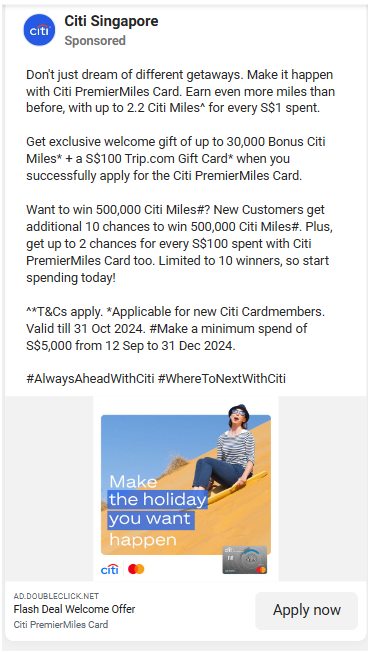 Citi Singapore
Sponsored
Don't just dream of different getaways. Make it happen
with Citi PremierMiles Card. Earn even more miles than
before, with up to 2.2 Citi Miles^ for every S$1 spent.
Get exclusive welcome gift of up to 30,000 Bonus Citi
Miles* + a S$100 Trip.com Gift Card* when you
successfully apply for the Citi PremierMiles Card.
Want to win 500,000 Citi Miles#? New Customers get
additional 10 chances to win 500,000 Citi Miles#. Plus,
get up to 2 chances for every S$100 spent with Citi
PremierMiles Card too. Limited to 10 winners, so start
spending today!
^*T&Cs apply. *Applicable for new Citi Cardmembers.
Valid till 31 Oct 2024. #Make a minimum spend of
S$5,000 from 12 Sep to 31 Dec 2024.
#AlwaysAheadWithCiti #WhereToNextWithCiti
Make
the holiday
you want
happen
citi
AD.DOUBLECLICK.NET
Flash Deal Welcome Offer
Citi PremierMiles Card
Apply now